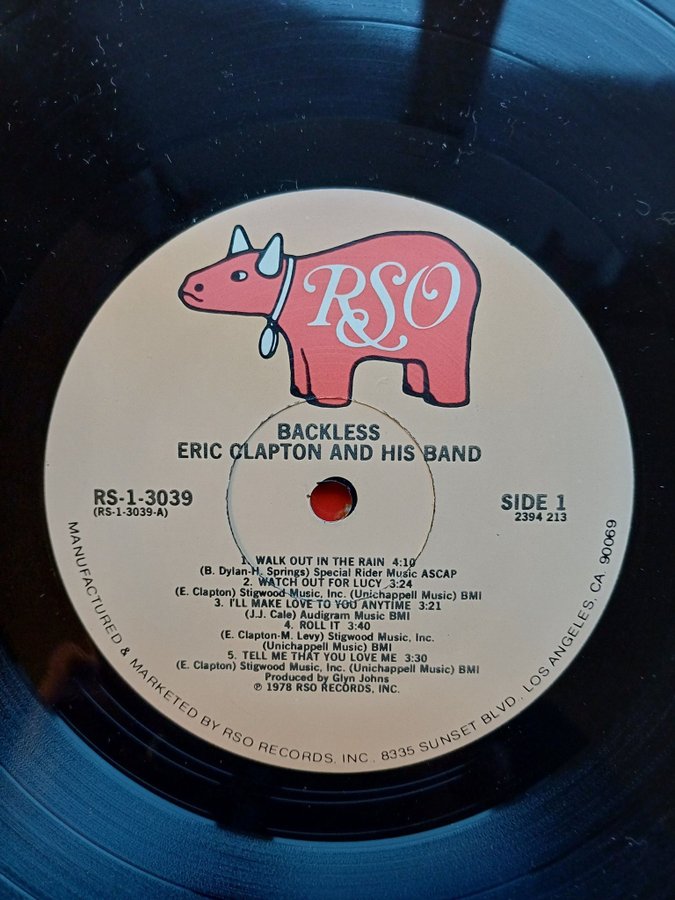 RSO
BACKLESS
ERIC CLAPTON AND HIS BAND
RS-1-3039
(RS-1-3039-A)
SIDE 1
2394 213
1. WALK OUT IN THE RAIN 4:10
(B. Dylan-H. Springs) Special Rider Music ASCAP
2. WATCH OUT FOR LUCY 3:24
(E. Clapton) Stigwood Music, Inc. (Unichappell Music) BMI
3. I'LL MAKE LOVE TO YOU ANYTIME 3:21
(J.J. Cale) Audigram Music BMI
4. ROLL IT 3:40
(E. Clapton-M. Levy) Stigwood Music, Inc.
(Unichappell Music) BMI
5. TELL ME THAT YOU LOVE ME 3:30
(E. Clapton) Stigwood Music, Inc. (Unichappell Music) BMI
Produced by Glyn Johns
℗ 1978 RSO RECORDS, INC.
MANUFACTURED & MARKETED BY RSO RECORDS, INC., 8335 SUNSET BLVD., LOS ANGELES, CA. 90069